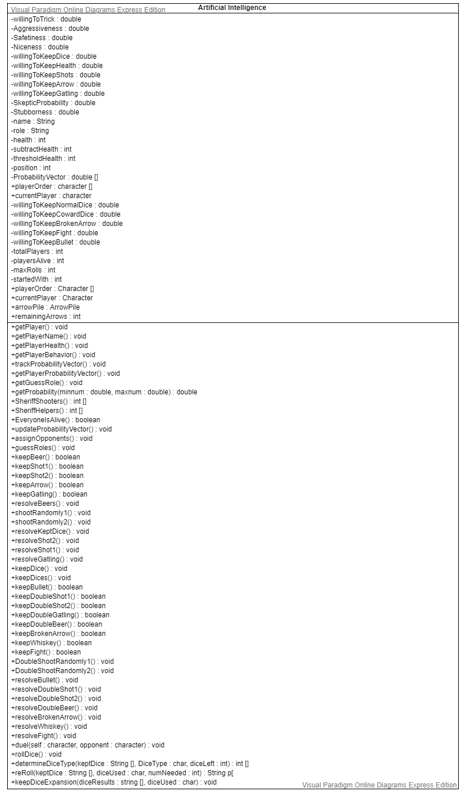 Visual Paradigm Online Diagrams Express Edition
Artificial Intelligence
-willingToTrick : double
-Aggressiveness : double
-Safetiness : double
-Niceness : double
-willingToKeepDice : double
-willingToKeepHealth : double
-willingToKeepShots : double
-willingToKeepArrow : double
-willingToKeepGatling : double
-SkepticProbability : double
-Stubborness : double
-name : String
-role : String
-health : int
-subtractHealth : int
-thresholdHealth : int
-position : int
-ProbabilityVector : double []
+playerOrder : character []
+currentPlayer : character
-willingToKeepNormalDice : double
-willingToKeepCowardDice : double
-willingToKeepBrokenArrow : double
-willingToKeepFight : double
-willingToKeepBullet : double
-totalPlayers : int
-playersAlive : int
-maxRolls : int
-startedWith : int
+playerOrder : Character []
+currentPlayer : Character
+arrowPile : ArrowPile
+remainingArrows : int
+getPlayer() : void
+getPlayerName() : void
+getPlayerHealth() : void
+getPlayerBehavior() : void
+trackProbabilityVector() : void
+getPlayerProbabilityVector() : void
+getGuessRole() : void
+getProbability(minnum : double, maxnum : double) : double
+SheriffShooters() : int []
+SheriffHelpers() : int []
+EveryoneIsAlive() : boolean
+updateProbabilityVector() : void
+assignOpponents() : void
+guessRoles() : void
+keepBeer() : boolean
+keepShot1() : boolean
+keepShot2() : boolean
+keepArrow() : boolean
+keepGatling() : boolean
+resolveBeers() : void
+shootRandomly1() : void
+shootRandomly2() : void
+resolveKeptDice() : void
+resolveShot2() : void
+resolveShot1() : void
+resolveGatling() : void
+keepDice() : void
+keepDices() : void
+keepBullet() : boolean
+keepDoubleShot1() : boolean
+keepDoubleShot2() : boolean
+keepDoubleGatling() : boolean
+keepDoubleBeer() : boolean
+keepBrokenArrow() : boolean
+keepWhiskey() : boolean
+keepFight() : boolean
+DoubleShootRandomly1() : void
+DoubleShootRandomly2() : void
+resolveBullet() : void
+resolveDoubleShot1() : void
+resolveDoubleShot2() : void
+resolveDoubleBeer() : void
+resolveBrokenArrow() : void
+resolveWhiskey() : void
+resolveFight() : void
+duel(self : character, opponent : character) : void
+rollDice() : void
+determineDiceType(keptDice : String [], DiceType : char, diceLeft : int) : int []
+reRoll(keptDice : String [], diceUsed : char, numNeeded : int) : String p[
+keepDiceExpansion(diceResults : string [], diceUsed : char) : void
Visual Paradigm Online Diagrams Express Edition